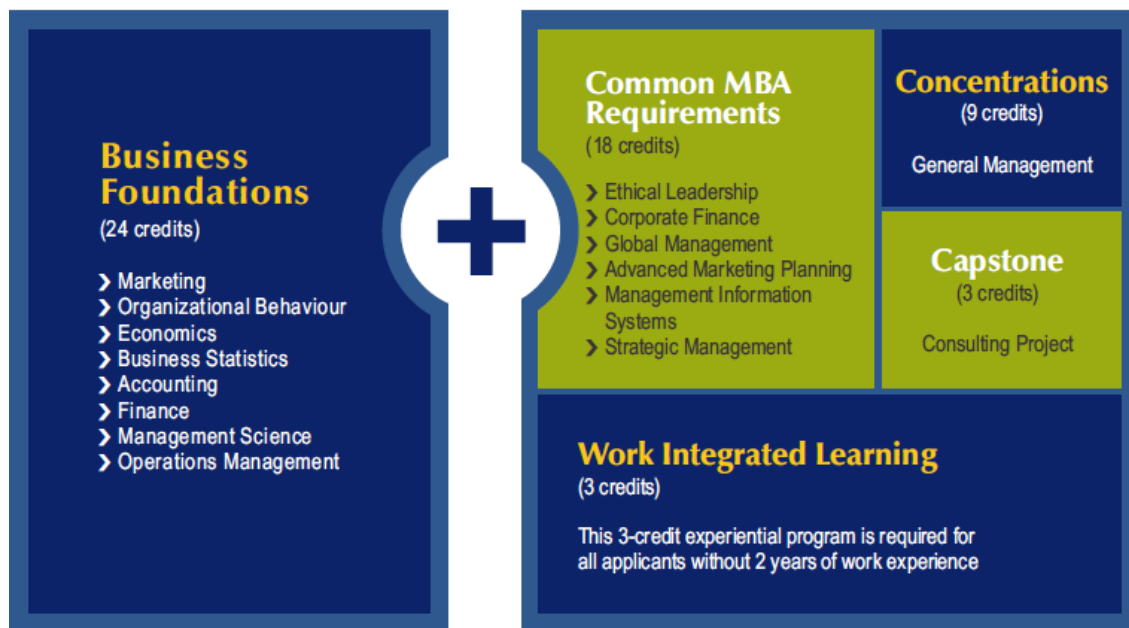 Business
Foundations
(24 credits)
❯ Marketing
❯ Organizational Behaviour
❯ Economics
❯ Business Statistics
❯ Accounting
❯ Finance
❯ Management Science
❯ Operations Management
+
Common MBA
Requirements
(18 credits)
❯ Ethical Leadership
❯ Corporate Finance
❯ Global Management
❯ Advanced Marketing Planning
❯ Management Information
Systems
❯ Strategic Management
Concentrations
(9 credits)
General Management
Capstone
(3 credits)
Consulting Project
Work Integrated Learning
(3 credits)
This 3-credit experiential program is required for
all applicants without 2 years of work experience